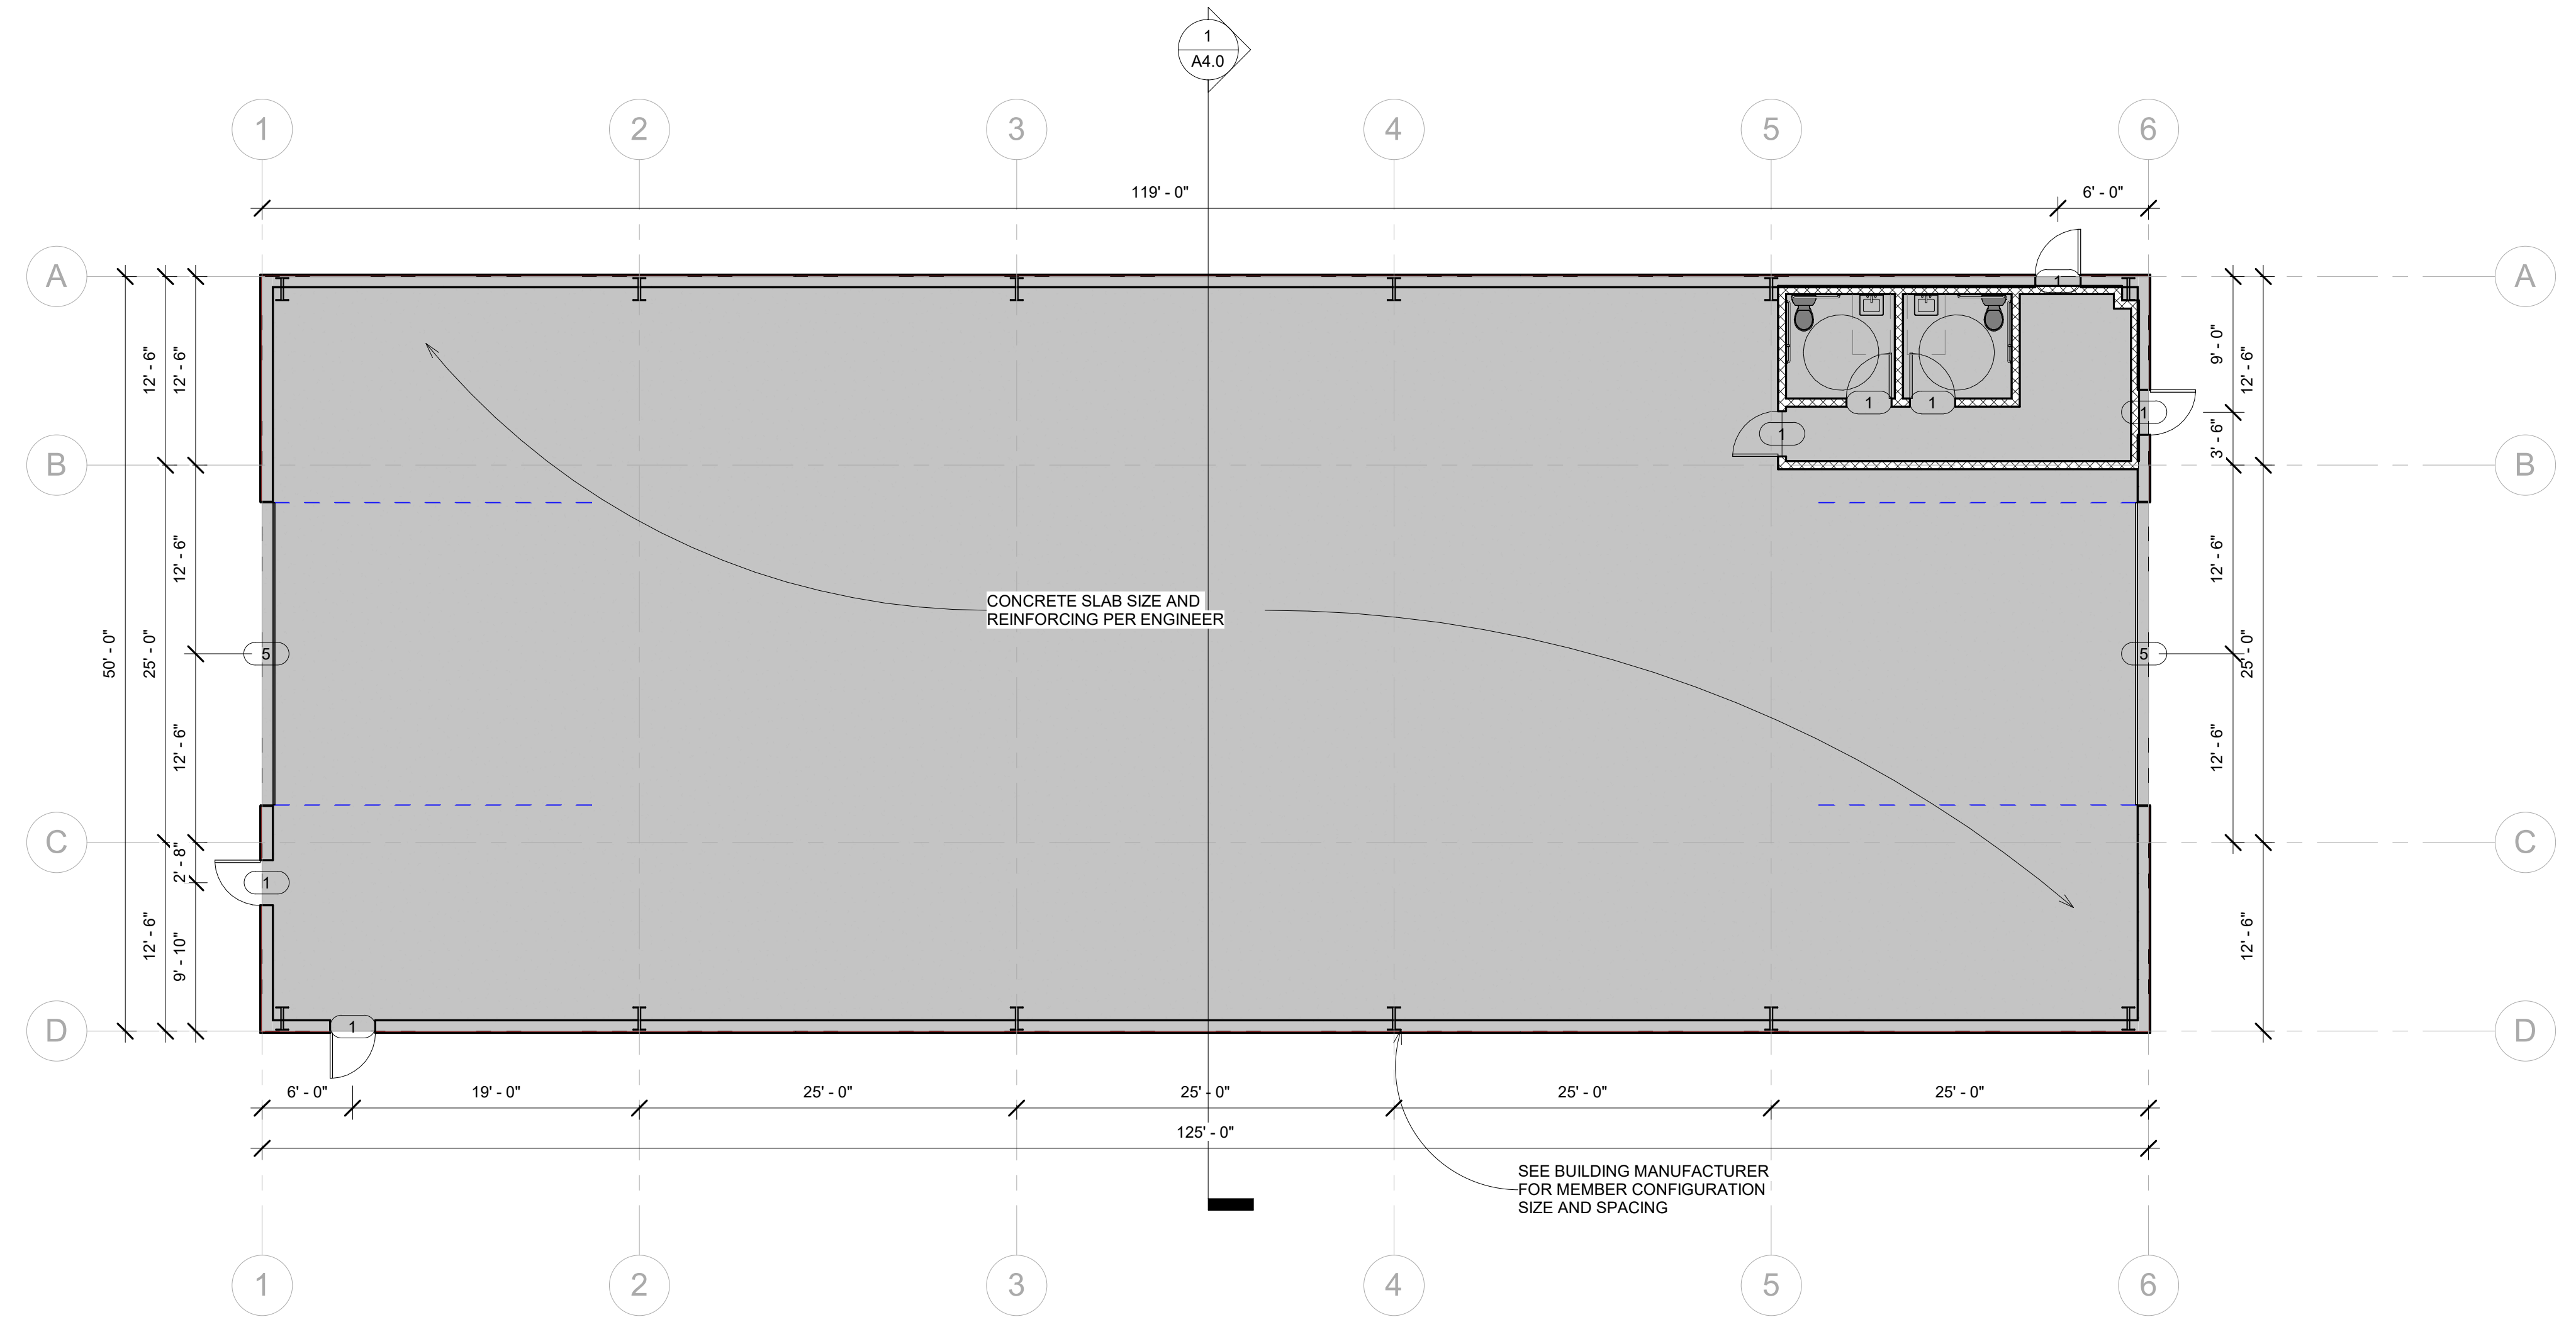 1
A4.0
1 2 3 4 5 6
119' - 0" 6' - 0"
A A
1
12' - 6" 12' - 6" 9' - 0" 12' - 6"
1 1 1
1
3' - 6"
B B
12' - 6" 12' - 6"
CONCRETE SLAB SIZE AND
REINFORCING PER ENGINEER
50' - 0" 25' - 0" 5 5 25' - 0"
12' - 6" 12' - 6"
C C
2' - 8"
1
12' - 6" 9' - 10" 12' - 6"
D 1 D
6' - 0" 19' - 0" 25' - 0" 25' - 0" 25' - 0" 25' - 0"
125' - 0"
SEE BUILDING MANUFACTURER
FOR MEMBER CONFIGURATION
SIZE AND SPACING
1 2 3 4 5 6